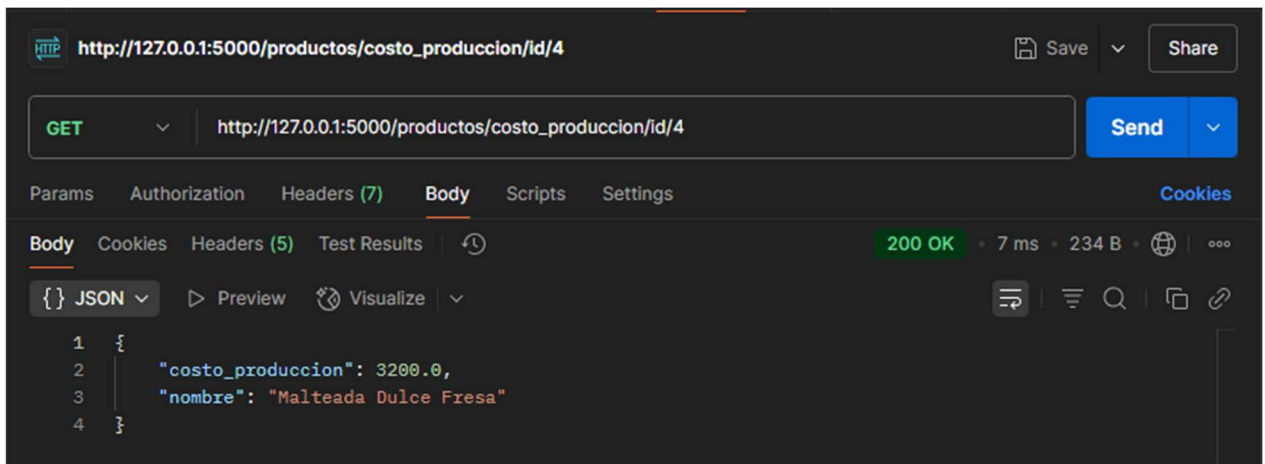 HTTP http://127.0.0.1:5000/productos/costo_produccion/id/4 Save Share
GET http://127.0.0.1:5000/productos/costo_produccion/id/4 Send
Params Authorization Headers (7) Body Scripts Settings Cookies
Body Cookies Headers (5) Test Results 200 OK • 7 ms • 234 B •
{} JSON Preview Visualize
1 {
2 "costo_produccion": 3200.0,
3 "nombre": "Malteada Dulce Fresa"
4 }